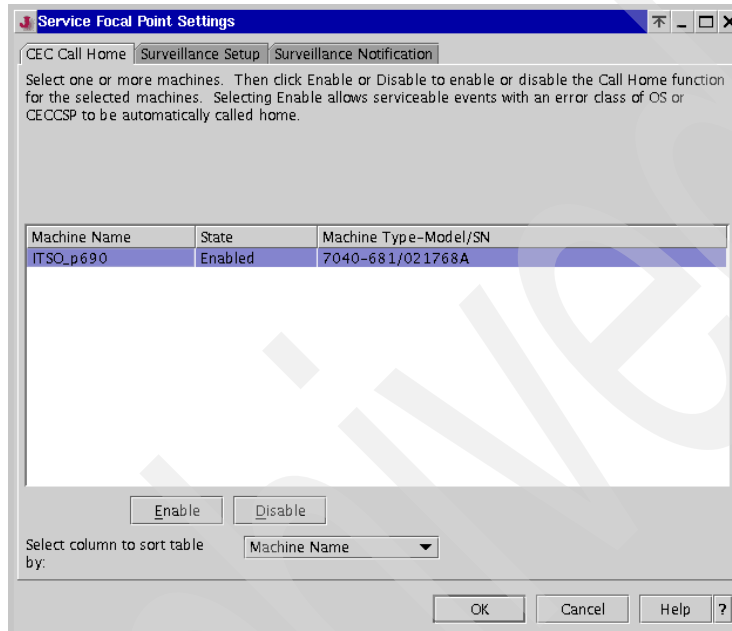 Service Focal Point Settings
CEC Call Home Surveillance Setup Surveillance Notification
Select one or more machines. Then click Enable or Disable to enable or disable the Call Home function
for the selected machines. Selecting Enable allows serviceable events with an error class of OS or
CECCSP to be automatically called home.
Machine Name State Machine Type-Model/SN
ITSO_p690 Enabled 7040-681/021768A
Enable Disable
Select column to sort table Machine Name
by:
OK Cancel Help ?